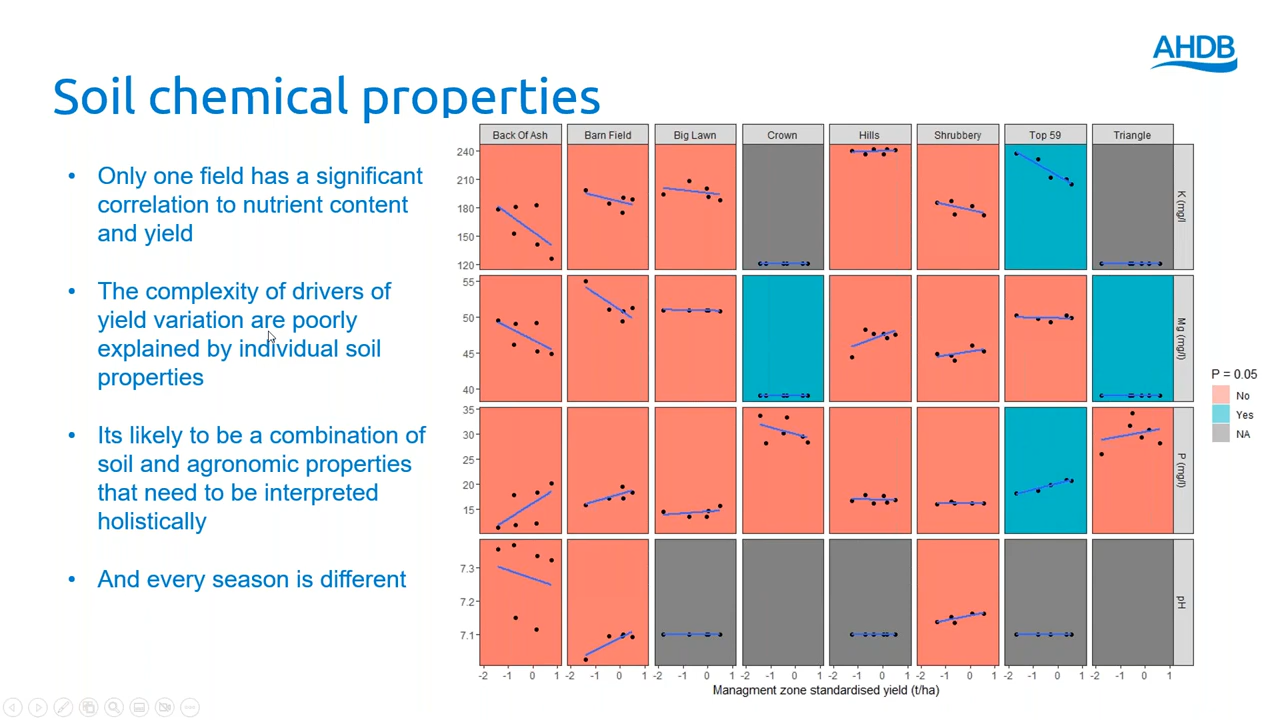 AHDB
Soil chemical properties
Only one field has a significant
correlation to nutrient content
and yield
The complexity of drivers of
yield variation are poorly
explained by individual soil
properties
Its likely to be a combination of
soil and agronomic properties
that need to be interpreted
holistically
And every season is different
Back Of Ash Barn Field Big Lawn Crown Hills Shrubbery Top 59 Triangle
240
210
180
150
120
K (mg/l
55
50
45
40
Mg (mg/l)
35
30
25
20
15
P (mg/l)
7.3
7.2
7.1
pH
-2 -1 0 1 -2 -1 0 1 -2 -1 0 1 -2 -1 0 1 -2 -1 0 1 -2 -1 0 1 -2 -1 0 1 -2 -1 0 1
Managment zone standardised yield (t/ha)
P = 0.05
No
Yes
NA